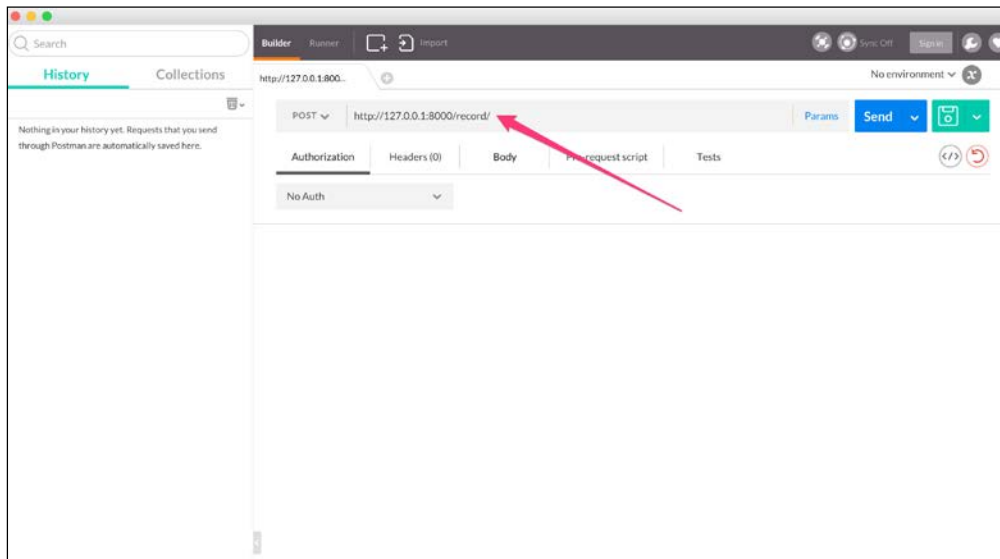 Search
History Collections
Nothing in your history yet. Requests that you send
through Postman are automatically saved here.
Builder Runner Import Sync Off Sign in
http://127.0.0.1:800... No environment
POST http://127.0.0.1:8000/record/ Params Send
Authorization Headers (0) Body Pre-request script Tests
No Auth